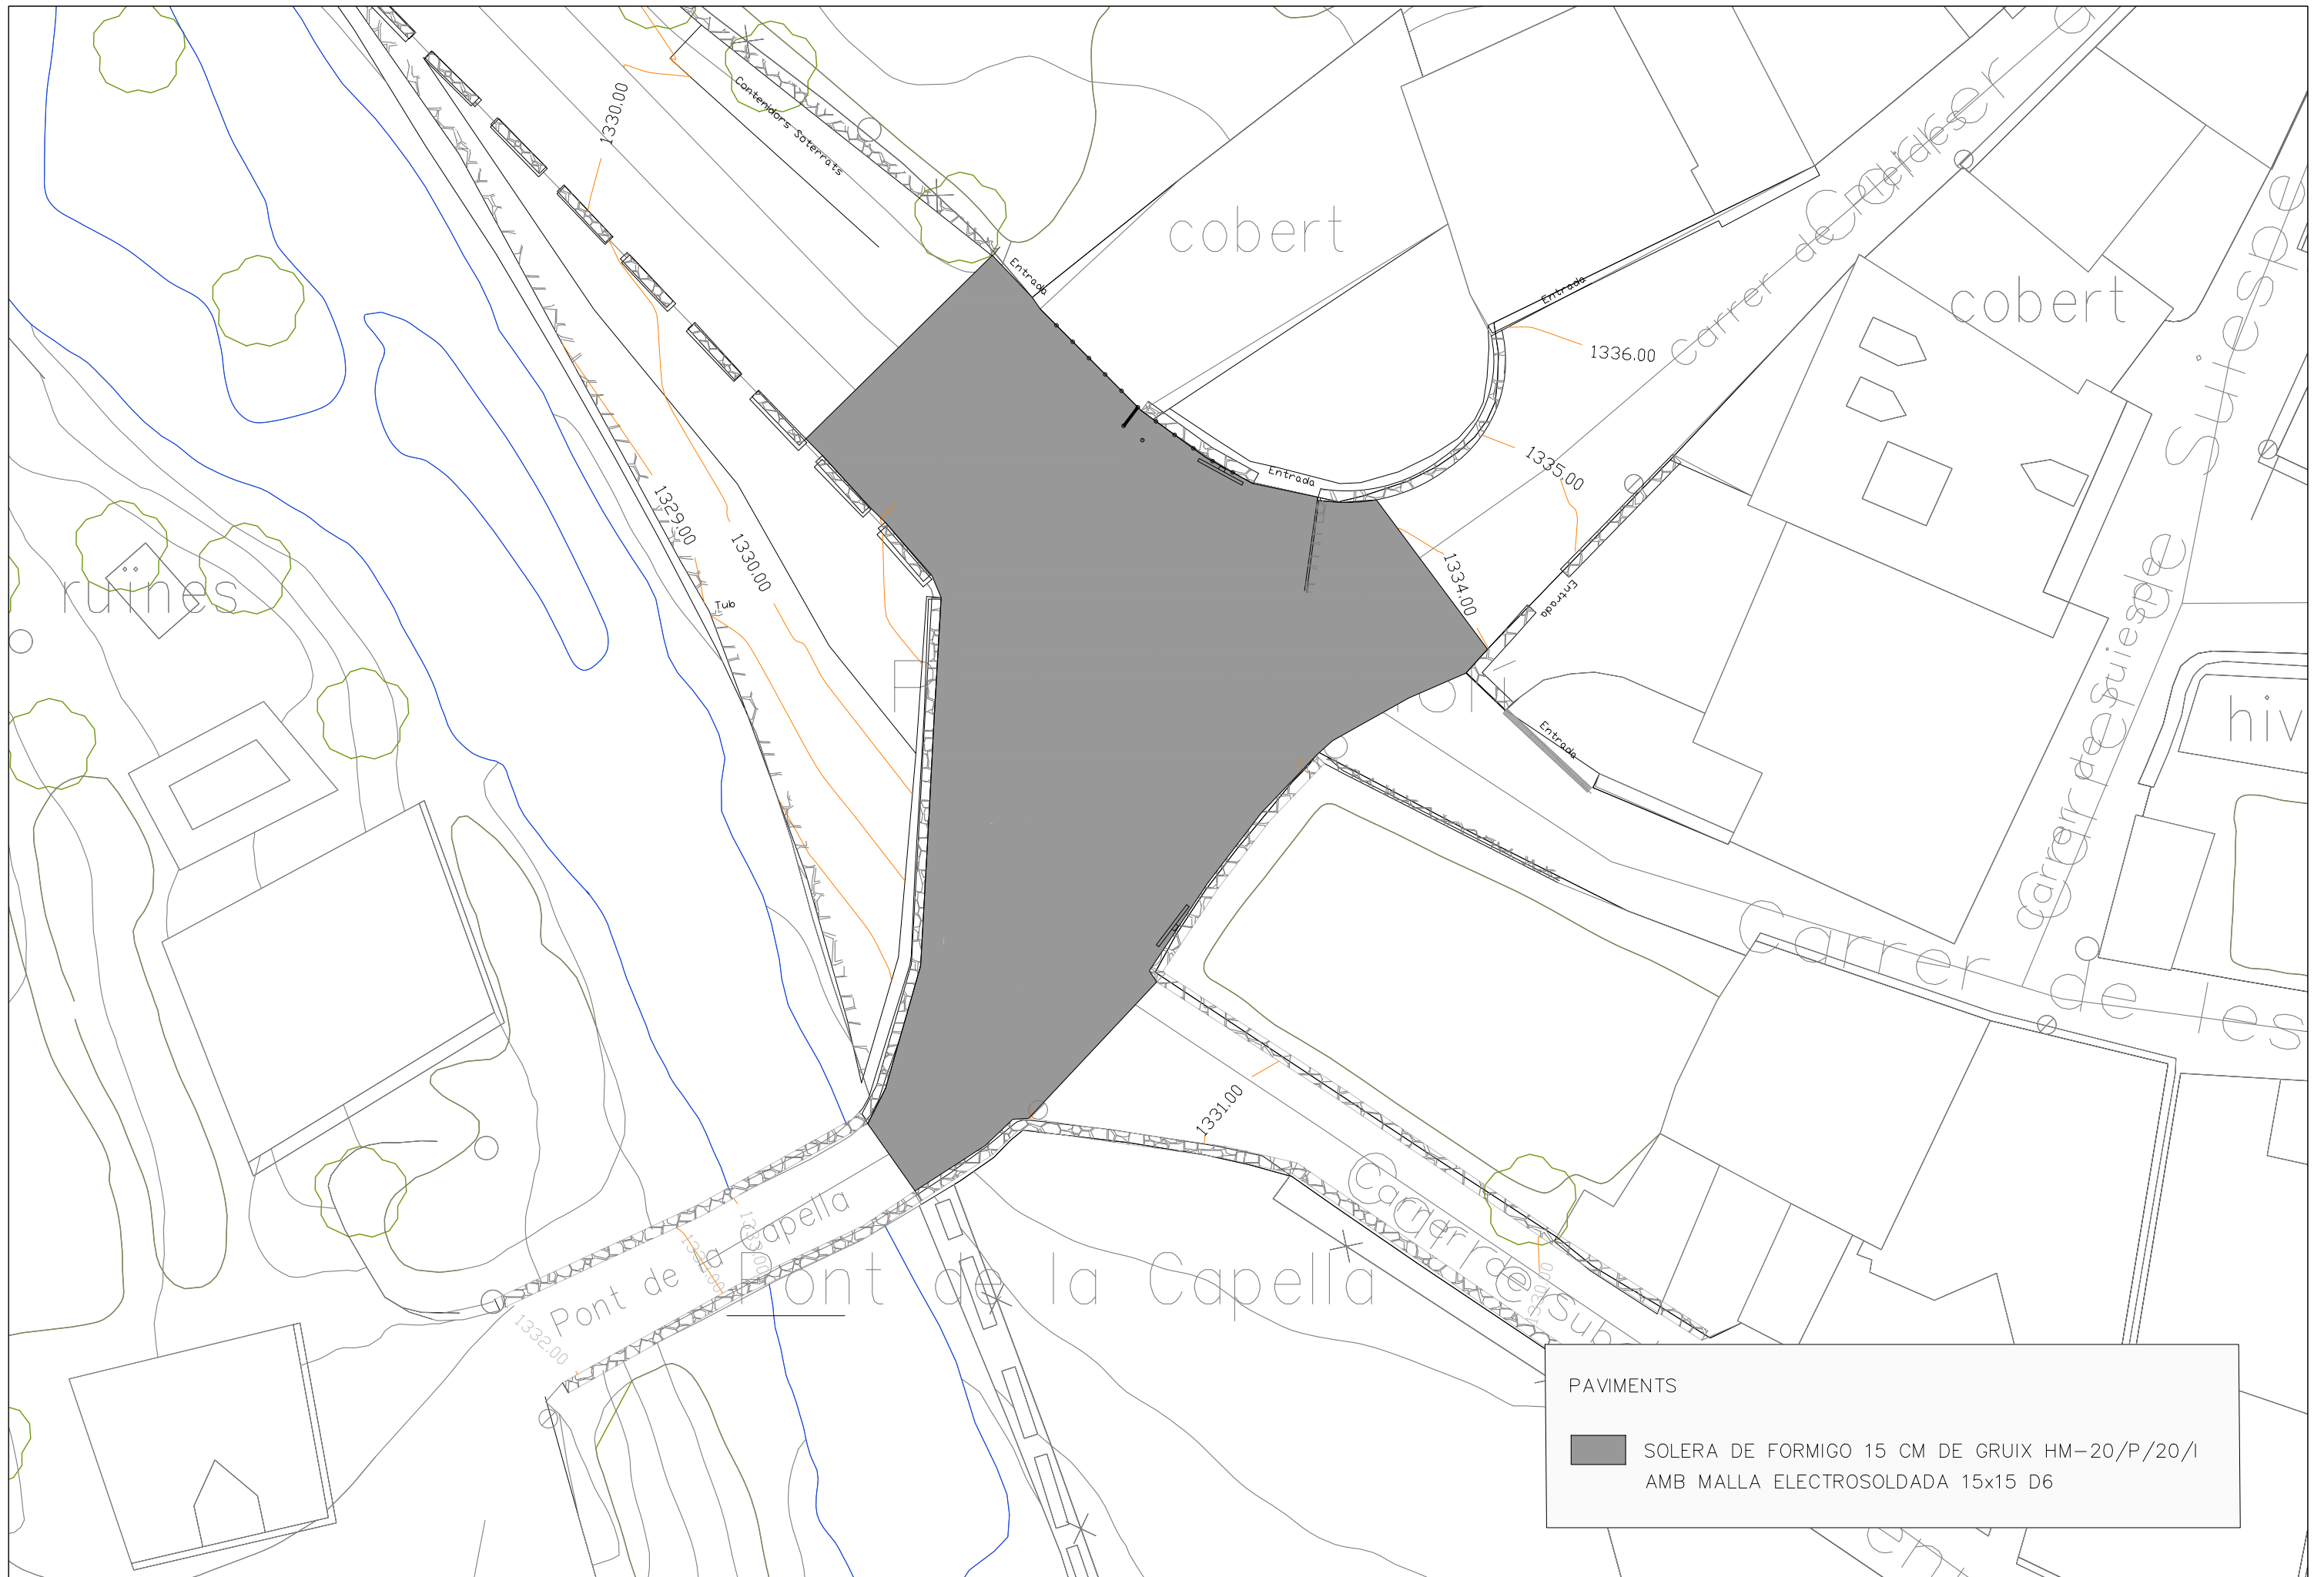 1330.00
Contenidors Soterrats
cobert
Entrada
Entrada
cobert
1336.00
Carrer de
1335.00
Entrada
1329.00
1330.00
1334.00
Entrada
Tub
ruïnes
Entrada
hiv
Carrer de les
1331.00
Pont de la Capella
Pont de la Capella
1332.00
PAVIMENTS
SOLERA DE FORMIGO 15 CM DE GRUIX HM-20/P/20/I
AMB MALLA ELECTROSOLDADA 15x15 D6